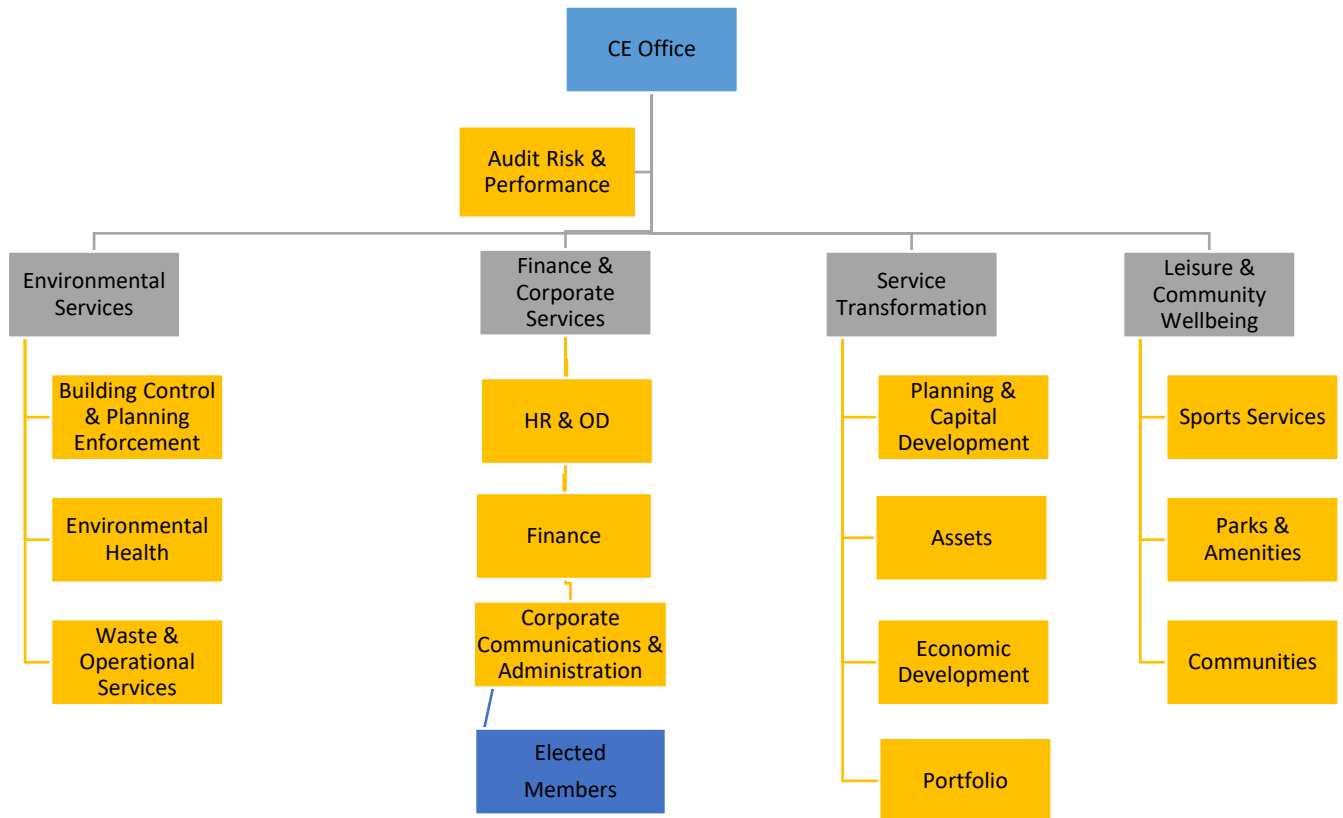 CE Office
Audit Risk &
Performance
Environmental
Services
Finance &
Corporate
Services
Service
Transformation
Leisure &
Community
Wellbeing
Building Control
& Planning
Enforcement
HR & OD
Planning &
Capital
Development
Sports Services
Environmental
Health
Finance
Assets
Parks &
Amenities
Waste &
Operational
Services
Corporate
Communications &
Administration
Economic
Development
Communities
Elected
Members
Portfolio